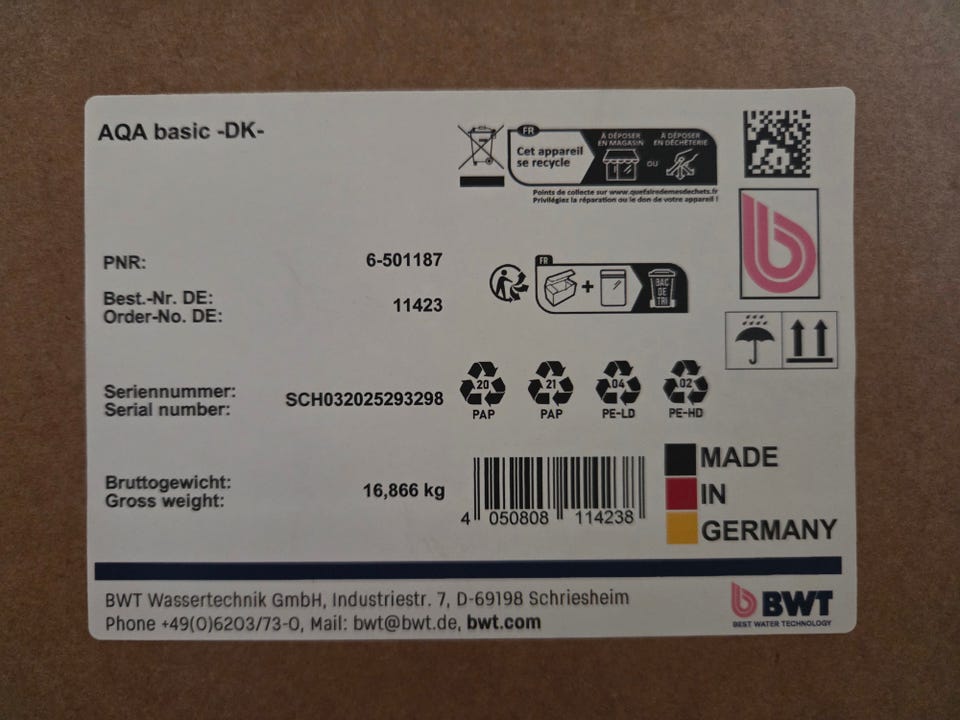 AQA basic -DK-
FR
Cet appareil
se recycle
À DÉPOSER
EN MAGASIN
OU
À DÉPOSER
EN DÉCHÈTERIE
Points de collecte sur www.quefairedemesdechets.fr
Privilégiez la réparation ou le don de votre appareil !
PNR: 6-501187
FR
BAC
DE
TRI
Best.-Nr. DE:
Order-No. DE: 11423
Seriennummer:
Serial number: SCH032025293298
20
PAP
21
PAP
04
PE-LD
02
PE-HD
Bruttogewicht:
Gross weight: 16,866 kg
4 050808 114238
MADE
IN
GERMANY
BWT Wassertechnik GmbH, Industriestr. 7, D-69198 Schriesheim
Phone +49(0)6203/73-0, Mail: bwt@bwt.de, bwt.com
BWT
BEST WATER TECHNOLOGY